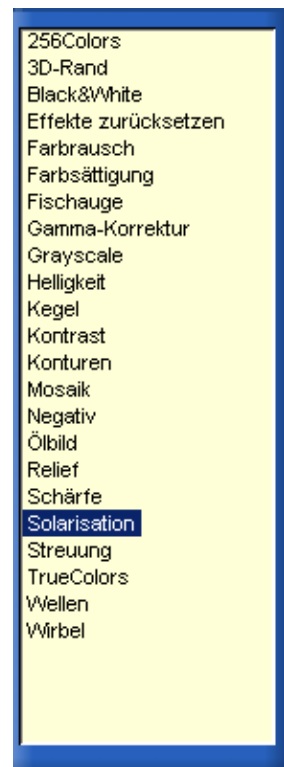 256Colors
3D-Rand
Black&White
Effekte zurücksetzen
Farbrausch
Farbsättigung
Fischauge
Gamma-Korrektur
Grayscale
Helligkeit
Kegel
Kontrast
Konturen
Mosaik
Negativ
Ölbild
Relief
Schärfe
Solarisation
Streuung
TrueColors
Wellen
Wirbel